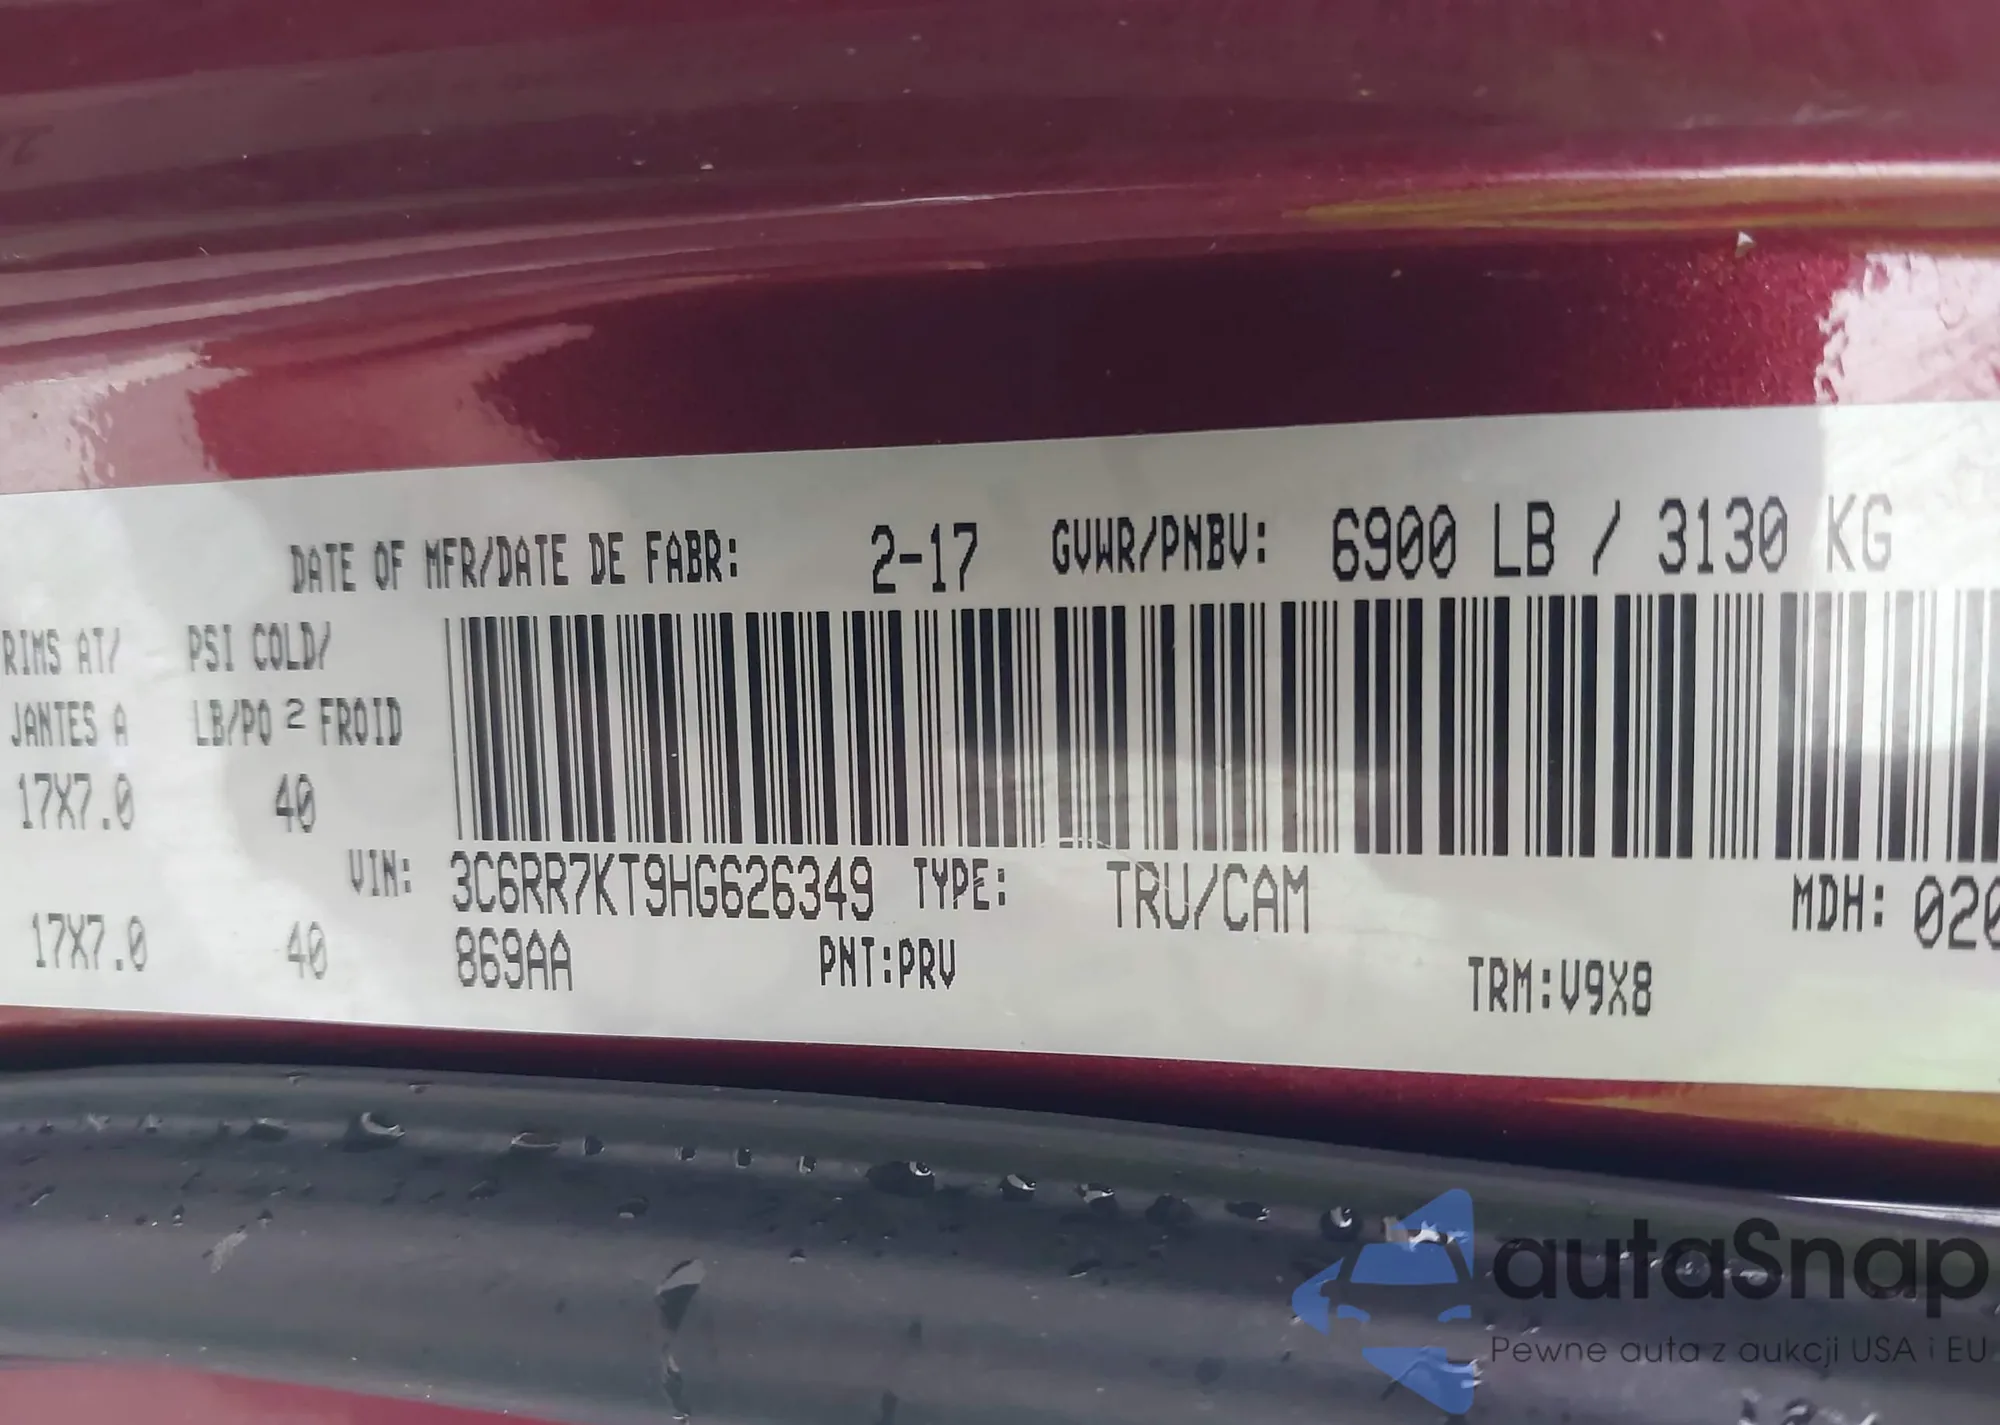 DATE OF MFR/DATE DE FABR: 2-17 GVWR/PNBV: 6900 LB / 3130 KG
RIMS AT/ PSI COLD/
JANTES A LB/PO 2 FROID
17X7.0 40
VIN: 3C6RR7KT9HG626349 TYPE: TRU/CAM MDH: 020
17X7.0 40 869AA PNT:PRV TRM:V9X8
autaSnap
Pewne auta z aukcji USA i EU